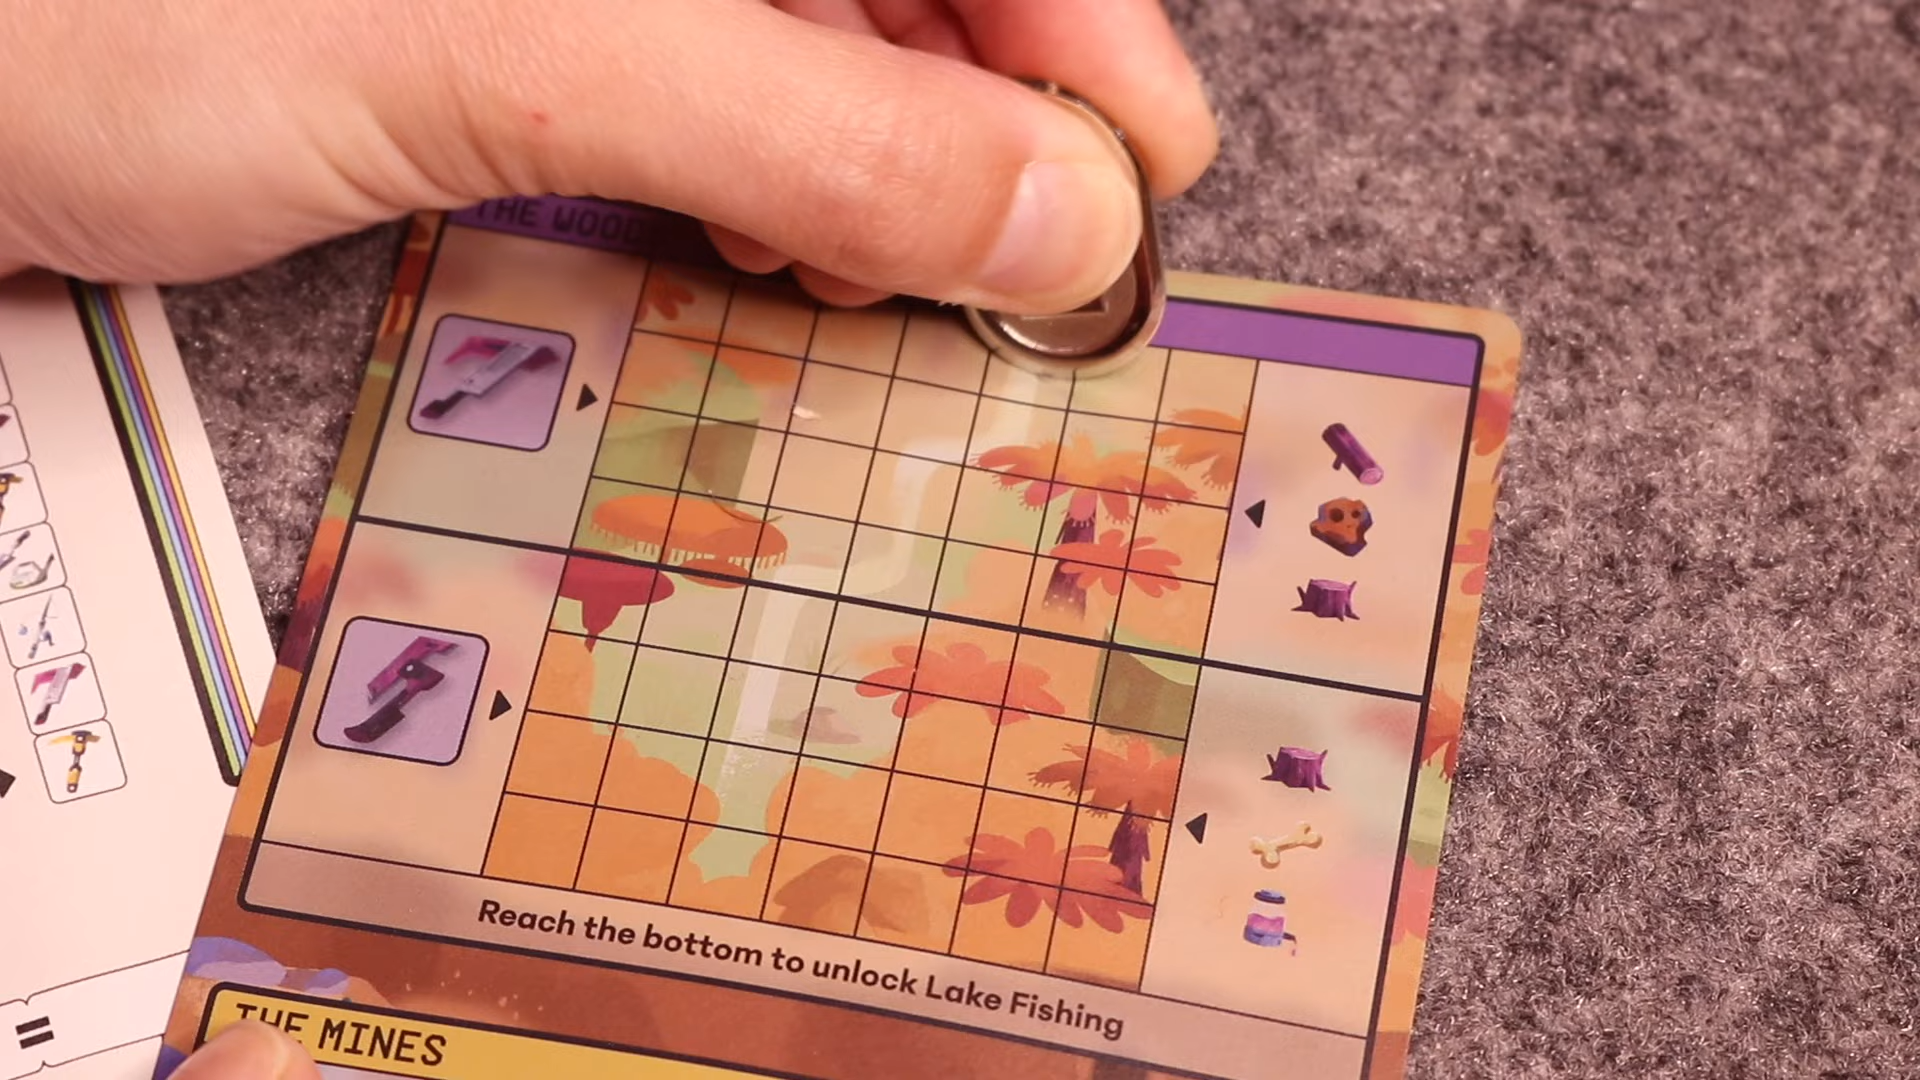 THE WOOD
Reach the bottom to unlock Lake Fishing
THE MINES
=